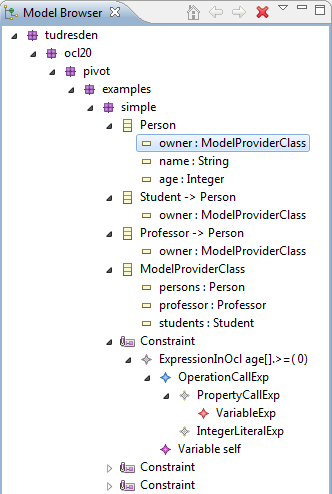 Model Browser
tudresden
ocl20
pivot
examples
simple
Person
owner : ModelProviderClass
name : String
age : Integer
Student -> Person
owner : ModelProviderClass
Professor -> Person
owner : ModelProviderClass
ModelProviderClass
persons : Person
professor : Professor
students : Student
Constraint
ExpressionInOcl age[].>=( 0)
OperationCallExp
PropertyCallExp
VariableExp
IntegerLiteralExp
Variable self
Constraint
Constraint